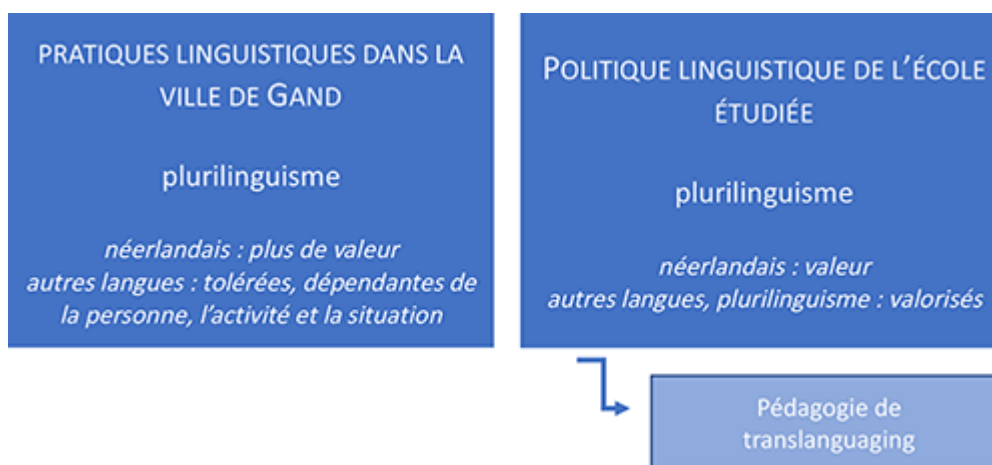 PRATIQUES LINGUISTIQUES DANS LA
VILLE DE GAND
plurilinguisme
néerlandais : plus de valeur
autres langues : tolérées, dépendantes de
la personne, l'activité et la situation
POLITIQUE LINGUISTIQUE DE L'ÉCOLE
ÉTUDIÉE
plurilinguisme
néerlandais : valeur
autres langues, plurilinguisme : valorisés
Pédagogie de
translanguaging